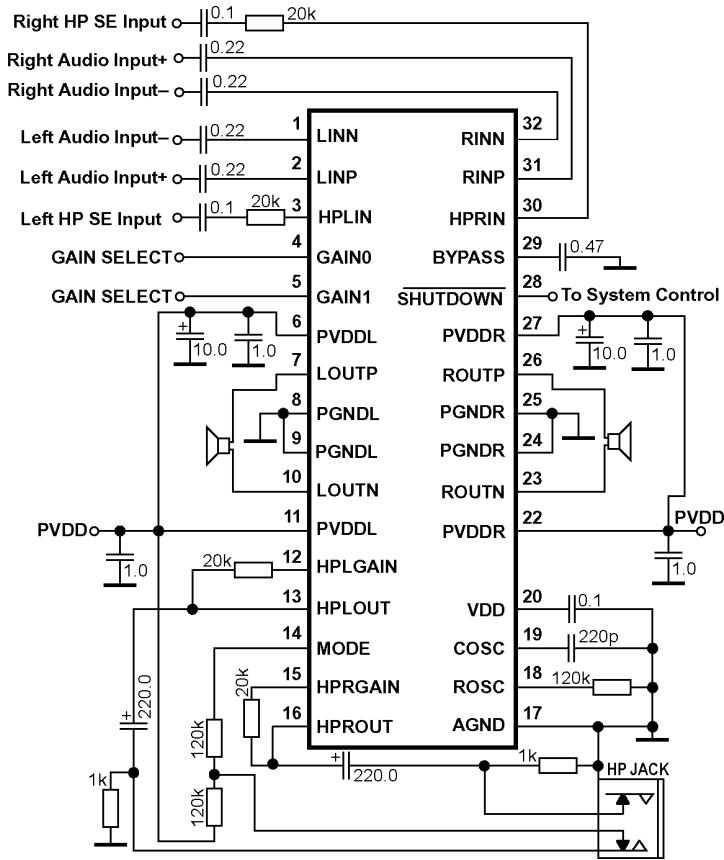 Right HP SE Input 0.1 20k
Right Audio Input+ 0.22
Right Audio Input– 0.22
Left Audio Input– 0.22 1 LINN RINN 32
Left Audio Input+ 0.22 2 LINP RINP 31
Left HP SE Input 0.1 20k 3 HPLIN HPRIN 30
GAIN SELECT 4 GAIN0 BYPASS 29 0.47
GAIN SELECT 5 GAIN1 SHUTDOWN 28 To System Control
+ 10.0 1.0 6 PVDDL PVDDR 27 + 10.0 1.0
7 LOUTP ROUTP 26
8 PGNDL PGNDR 25
9 PGNDL PGNDR 24
10 LOUTN ROUTN 23
PVDD 11 PVDDL PVDDR 22 PVDD
1.0 20k 12 HPLGAIN 1.0
13 HPLOUT VDD 20 0.1
14 MODE COSC 19 220p
20k 15 HPRGAIN ROSC 18 120k
+ 220.0 16 HPROUT AGND 17
120k + 220.0 1k
1k 120k HP JACK